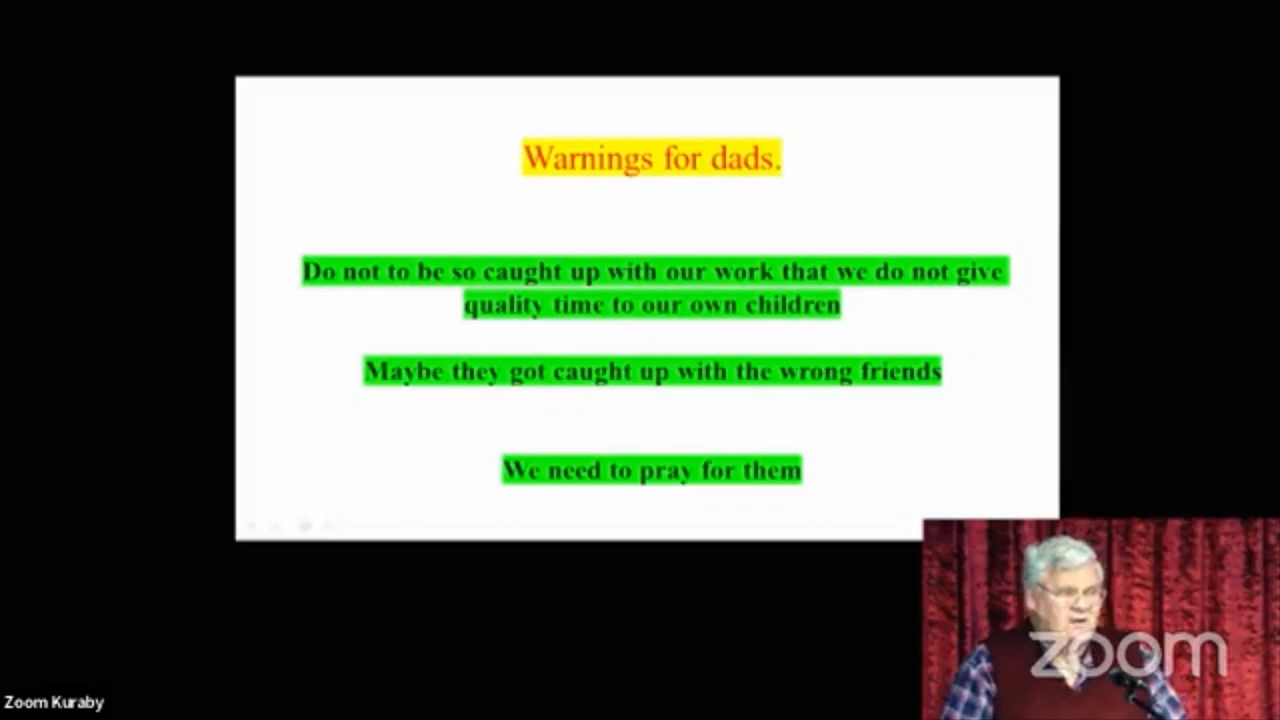 Warnings for dads.
Do not to be so caught up with our work that we do not give
quality time to our own children
Maybe they got caught up with the wrong friends
We need to pray for them
zoom
Zoom Kuraby